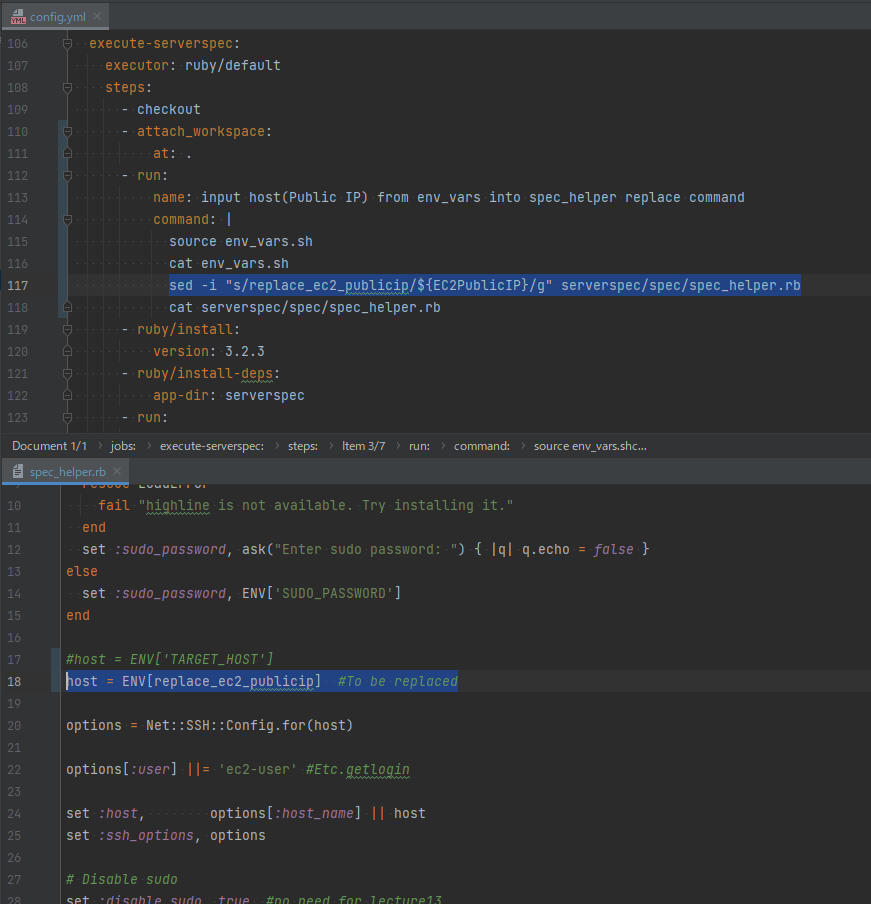 config.yml
106 execute-serverspec:
107 executor: ruby/default
108 steps:
109 - checkout
110 - attach_workspace:
111 at: .
112 - run:
113 name: input host(Public IP) from env_vars into spec_helper replace command
114 command: |
115 source env_vars.sh
116 cat env_vars.sh
117 sed -i "s/replace_ec2_publicip/${EC2PublicIP}/g" serverspec/spec/spec_helper.rb
118 cat serverspec/spec/spec_helper.rb
119 - ruby/install:
120 version: 3.2.3
121 - ruby/install-deps:
122 app-dir: serverspec
123 - run:
Document 1/1 › jobs: › execute-serverspec: › steps: › Item 3/7 › run: › command: › source env_vars.shc...
spec_helper.rb
9 rescue LoadError
10 fail "highline is not available. Try installing it."
11 end
12 set :sudo_password, ask("Enter sudo password: ") { |q| q.echo = false }
13 else
14 set :sudo_password, ENV['SUDO_PASSWORD']
15 end
16
17 #host = ENV['TARGET_HOST']
18 host = ENV[replace_ec2_publicip] #To be replaced
19
20 options = Net::SSH::Config.for(host)
21
22 options[:user] ||= 'ec2-user' #Etc.getlogin
23
24 set :host, options[:host_name] || host
25 set :ssh_options, options
26
27 # Disable sudo
28 set :disable_sudo, true #no need for lecture13